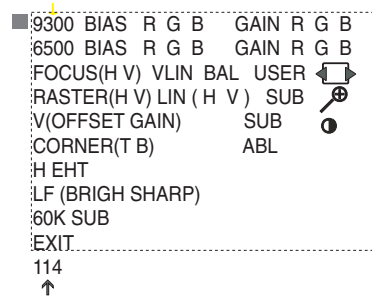 9300 BIAS R G B GAIN R G B
6500 BIAS R G B GAIN R G B
FOCUS(H V) VLIN BAL USER
RASTER(H V) LIN ( H V ) SUB
V(OFFSET GAIN) SUB
CORNER(T B) ABL
H EHT
LF (BRIGH SHARP)
60K SUB
EXIT
114